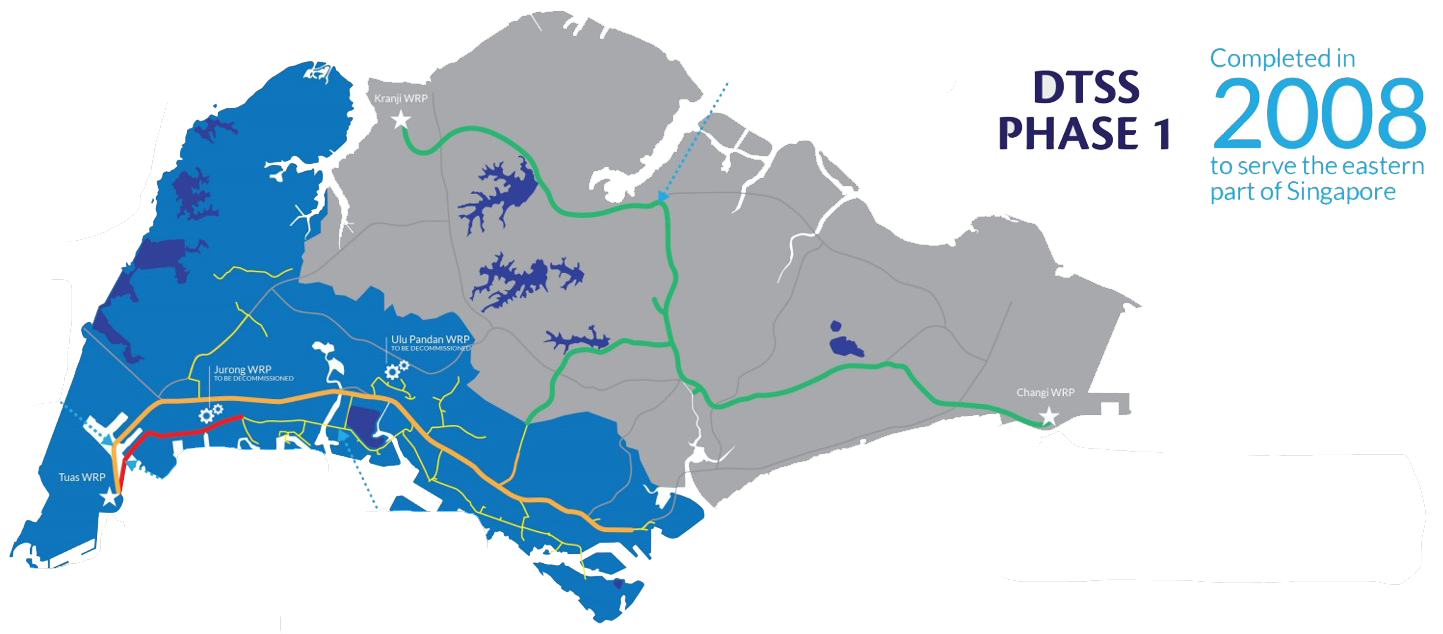 Kranji WRP
DTSS
PHASE 1
Completed in
2008
to serve the eastern
part of Singapore
Ulu Pandan WRP
TO BE DECOMMISSIONED
Jurong WRP
TO BE DECOMMISSIONED
Changi WRP
Tuas WRP